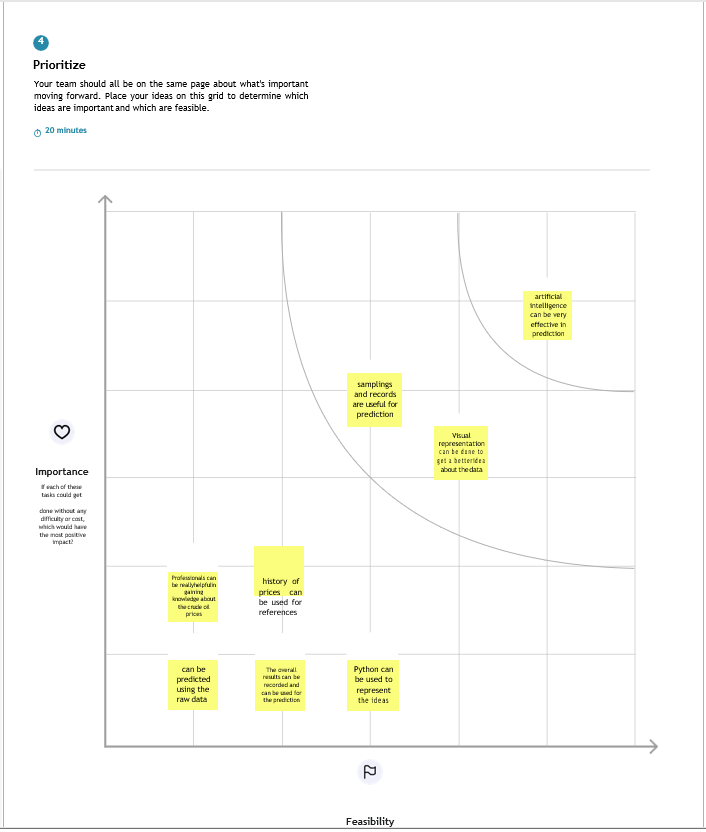 4
Prioritize
Your team should all be on the same page about what's important
moving forward. Place your ideas on this grid to determine which
ideas are important and which are feasible.
20 minutes
artificial
intelligence
can be very
effective in
prediction
samplings
and records
are useful for
prediction
Visual
representation
can be done to
get a better idea
about the data
Importance
If each of these
tasks could get
done without any
difficulty or cost,
which would have
the most positive
impact?
Professionals can
be really helpful in
gaining
knowledge about
the crude oil
prices
history of
prices can
be used for
references
can be
predicted
using the
raw data
The overall
results can be
recorded and
can be used for
the prediction
Python can
be used to
represent
the ideas
Feasibility